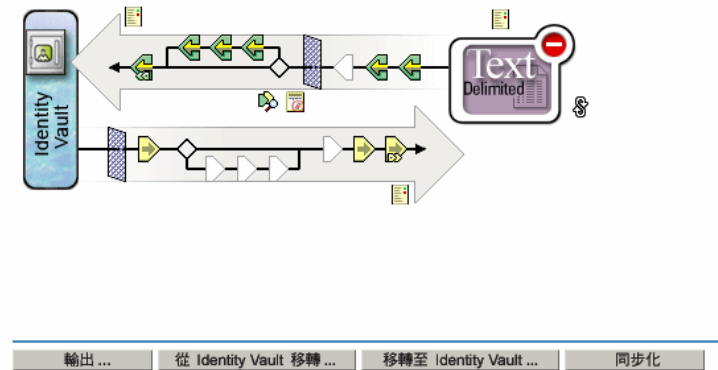 Identity Vault
Text
Delimited
輸出 ...
從 Identity Vault 移轉 ...
移轉至 Identity Vault ...
同步化